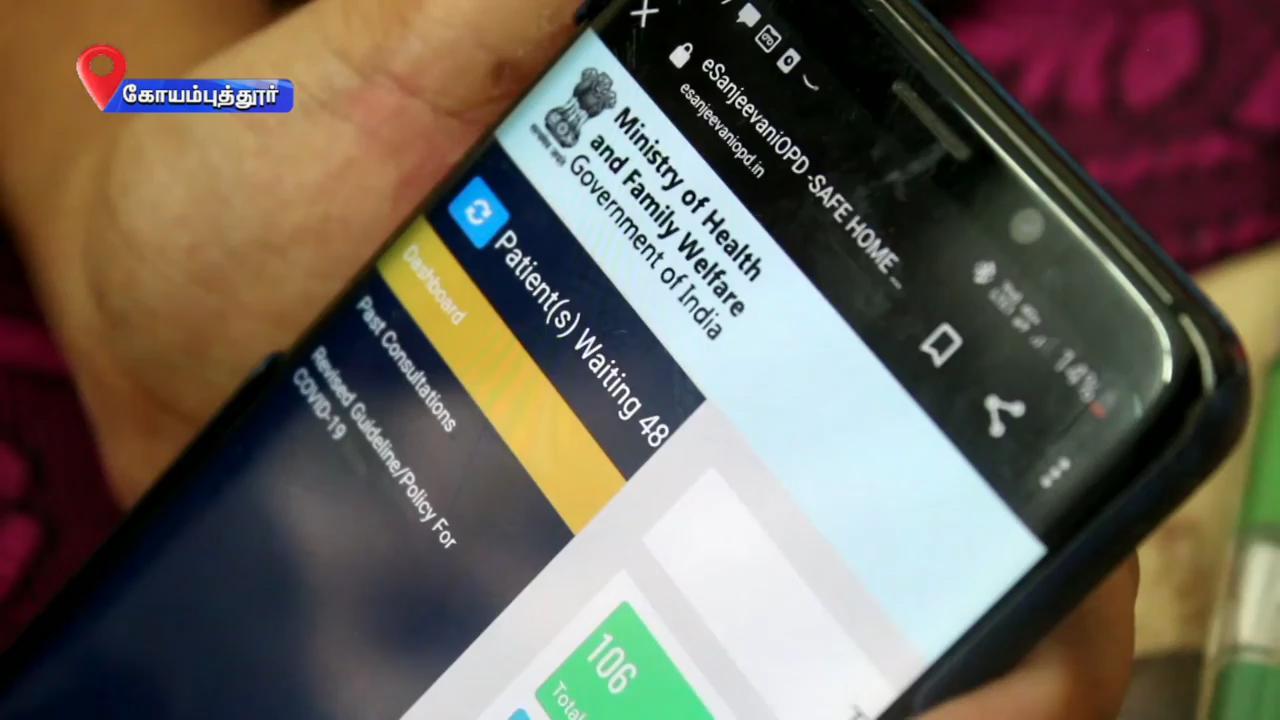 கோயம்புத்தூர்
eSanjeevaniOPD -SAFE HOME ...
esanjeevaniopd.in
14%
Ministry of Health
and Family Welfare
Government of India
Patient(s) Waiting 48
Dashboard
Past Consultations
Revised Guideline/Policy For
COVID-19
106
Total